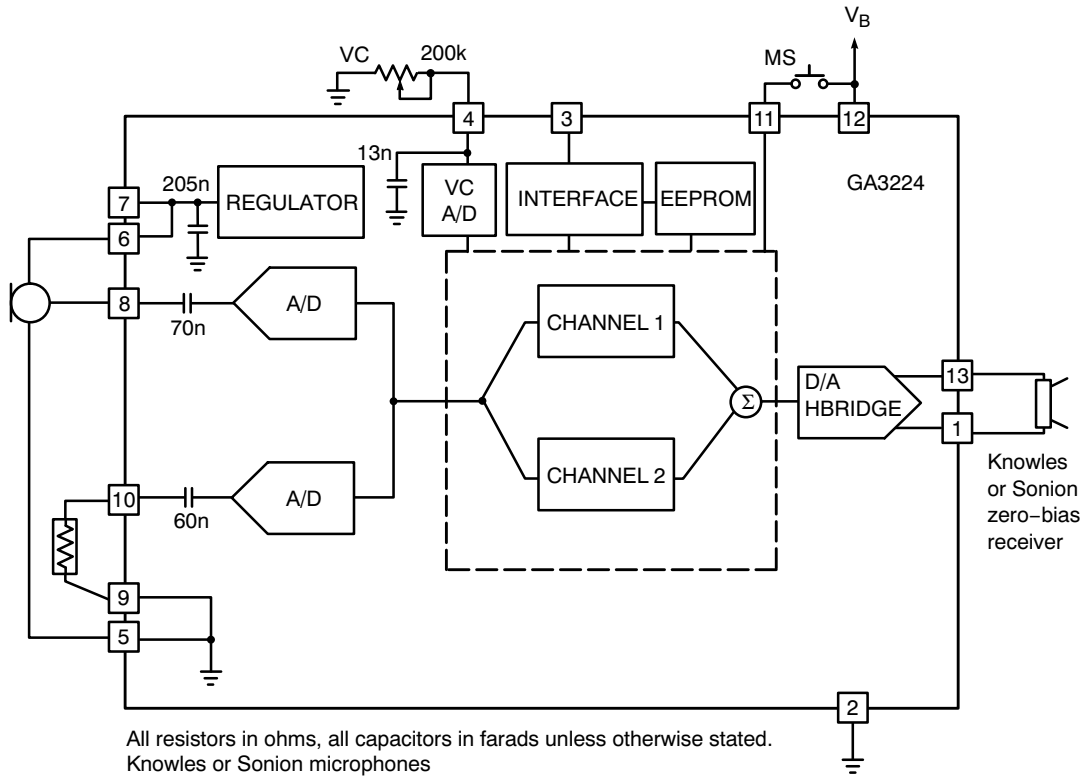 V_B
MS
VC
200k
4
3
11
12
13n
GA3224
205n
7
REGULATOR
VC
A/D
INTERFACE
EEPROM
6
8
A/D
70n
CHANNEL 1
D/A
HBRIDGE
13
Σ
1
CHANNEL 2
10
A/D
60n
Knowles
or Sonion
zero−bias
receiver
9
5
2
All resistors in ohms, all capacitors in farads unless otherwise stated.
Knowles or Sonion microphones